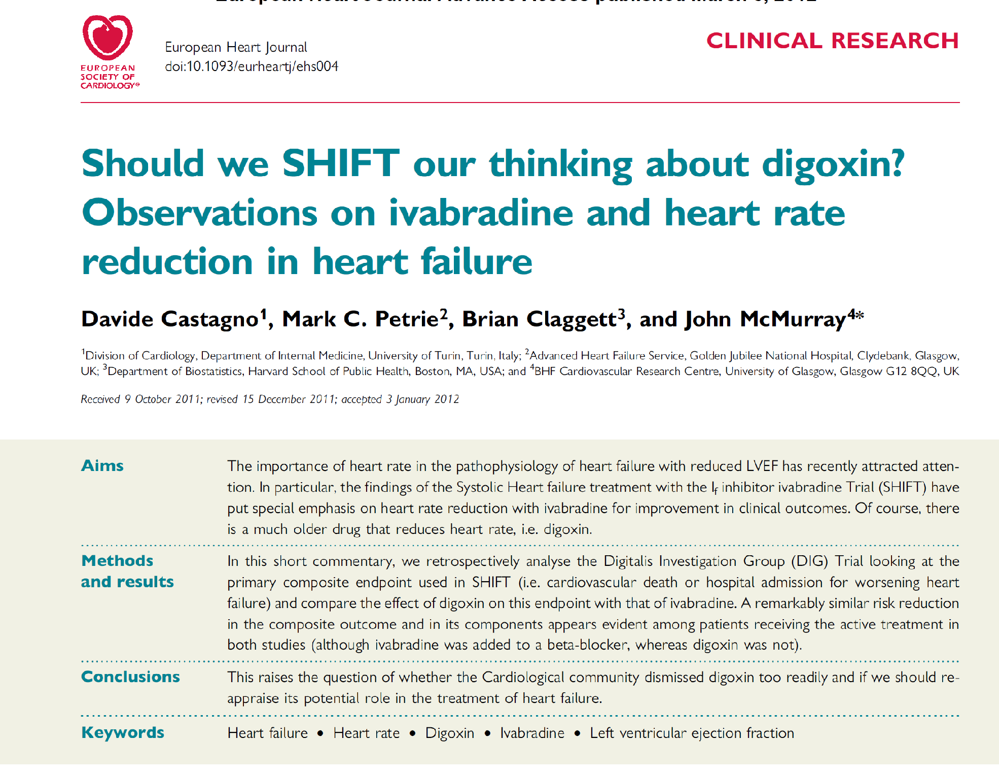 European Heart Journal Advance Access published March 6, 2012
CLINICAL RESEARCH
European Heart Journal
doi:10.1093/eurheartj/ehs004
EUROPEAN
SOCIETY OF
CARDIOLOGY®
Should we SHIFT our thinking about digoxin?
Observations on ivabradine and heart rate
reduction in heart failure
Davide Castagno1, Mark C. Petrie2, Brian Claggett3, and John McMurray4*
1Division of Cardiology, Department of Internal Medicine, University of Turin, Turin, Italy; 2Advanced Heart Failure Service, Golden Jubilee National Hospital, Clydebank, Glasgow,
UK; 3Department of Biostatistics, Harvard School of Public Health, Boston, MA, USA; and 4BHF Cardiovascular Research Centre, University of Glasgow, Glasgow G12 8QQ, UK
Received 9 October 2011; revised 15 December 2011; accepted 3 January 2012
Aims
The importance of heart rate in the pathophysiology of heart failure with reduced LVEF has recently attracted atten-
tion. In particular, the findings of the Systolic Heart failure treatment with the If inhibitor ivabradine Trial (SHIFT) have
put special emphasis on heart rate reduction with ivabradine for improvement in clinical outcomes. Of course, there
is a much older drug that reduces heart rate, i.e. digoxin.
Methods
and results
In this short commentary, we retrospectively analyse the Digitalis Investigation Group (DIG) Trial looking at the
primary composite endpoint used in SHIFT (i.e. cardiovascular death or hospital admission for worsening heart
failure) and compare the effect of digoxin on this endpoint with that of ivabradine. A remarkably similar risk reduction
in the composite outcome and in its components appears evident among patients receiving the active treatment in
both studies (although ivabradine was added to a beta-blocker, whereas digoxin was not).
Conclusions
This raises the question of whether the Cardiological community dismissed digoxin too readily and if we should re-
appraise its potential role in the treatment of heart failure.
Keywords
Heart failure • Heart rate • Digoxin • Ivabradine • Left ventricular ejection fraction